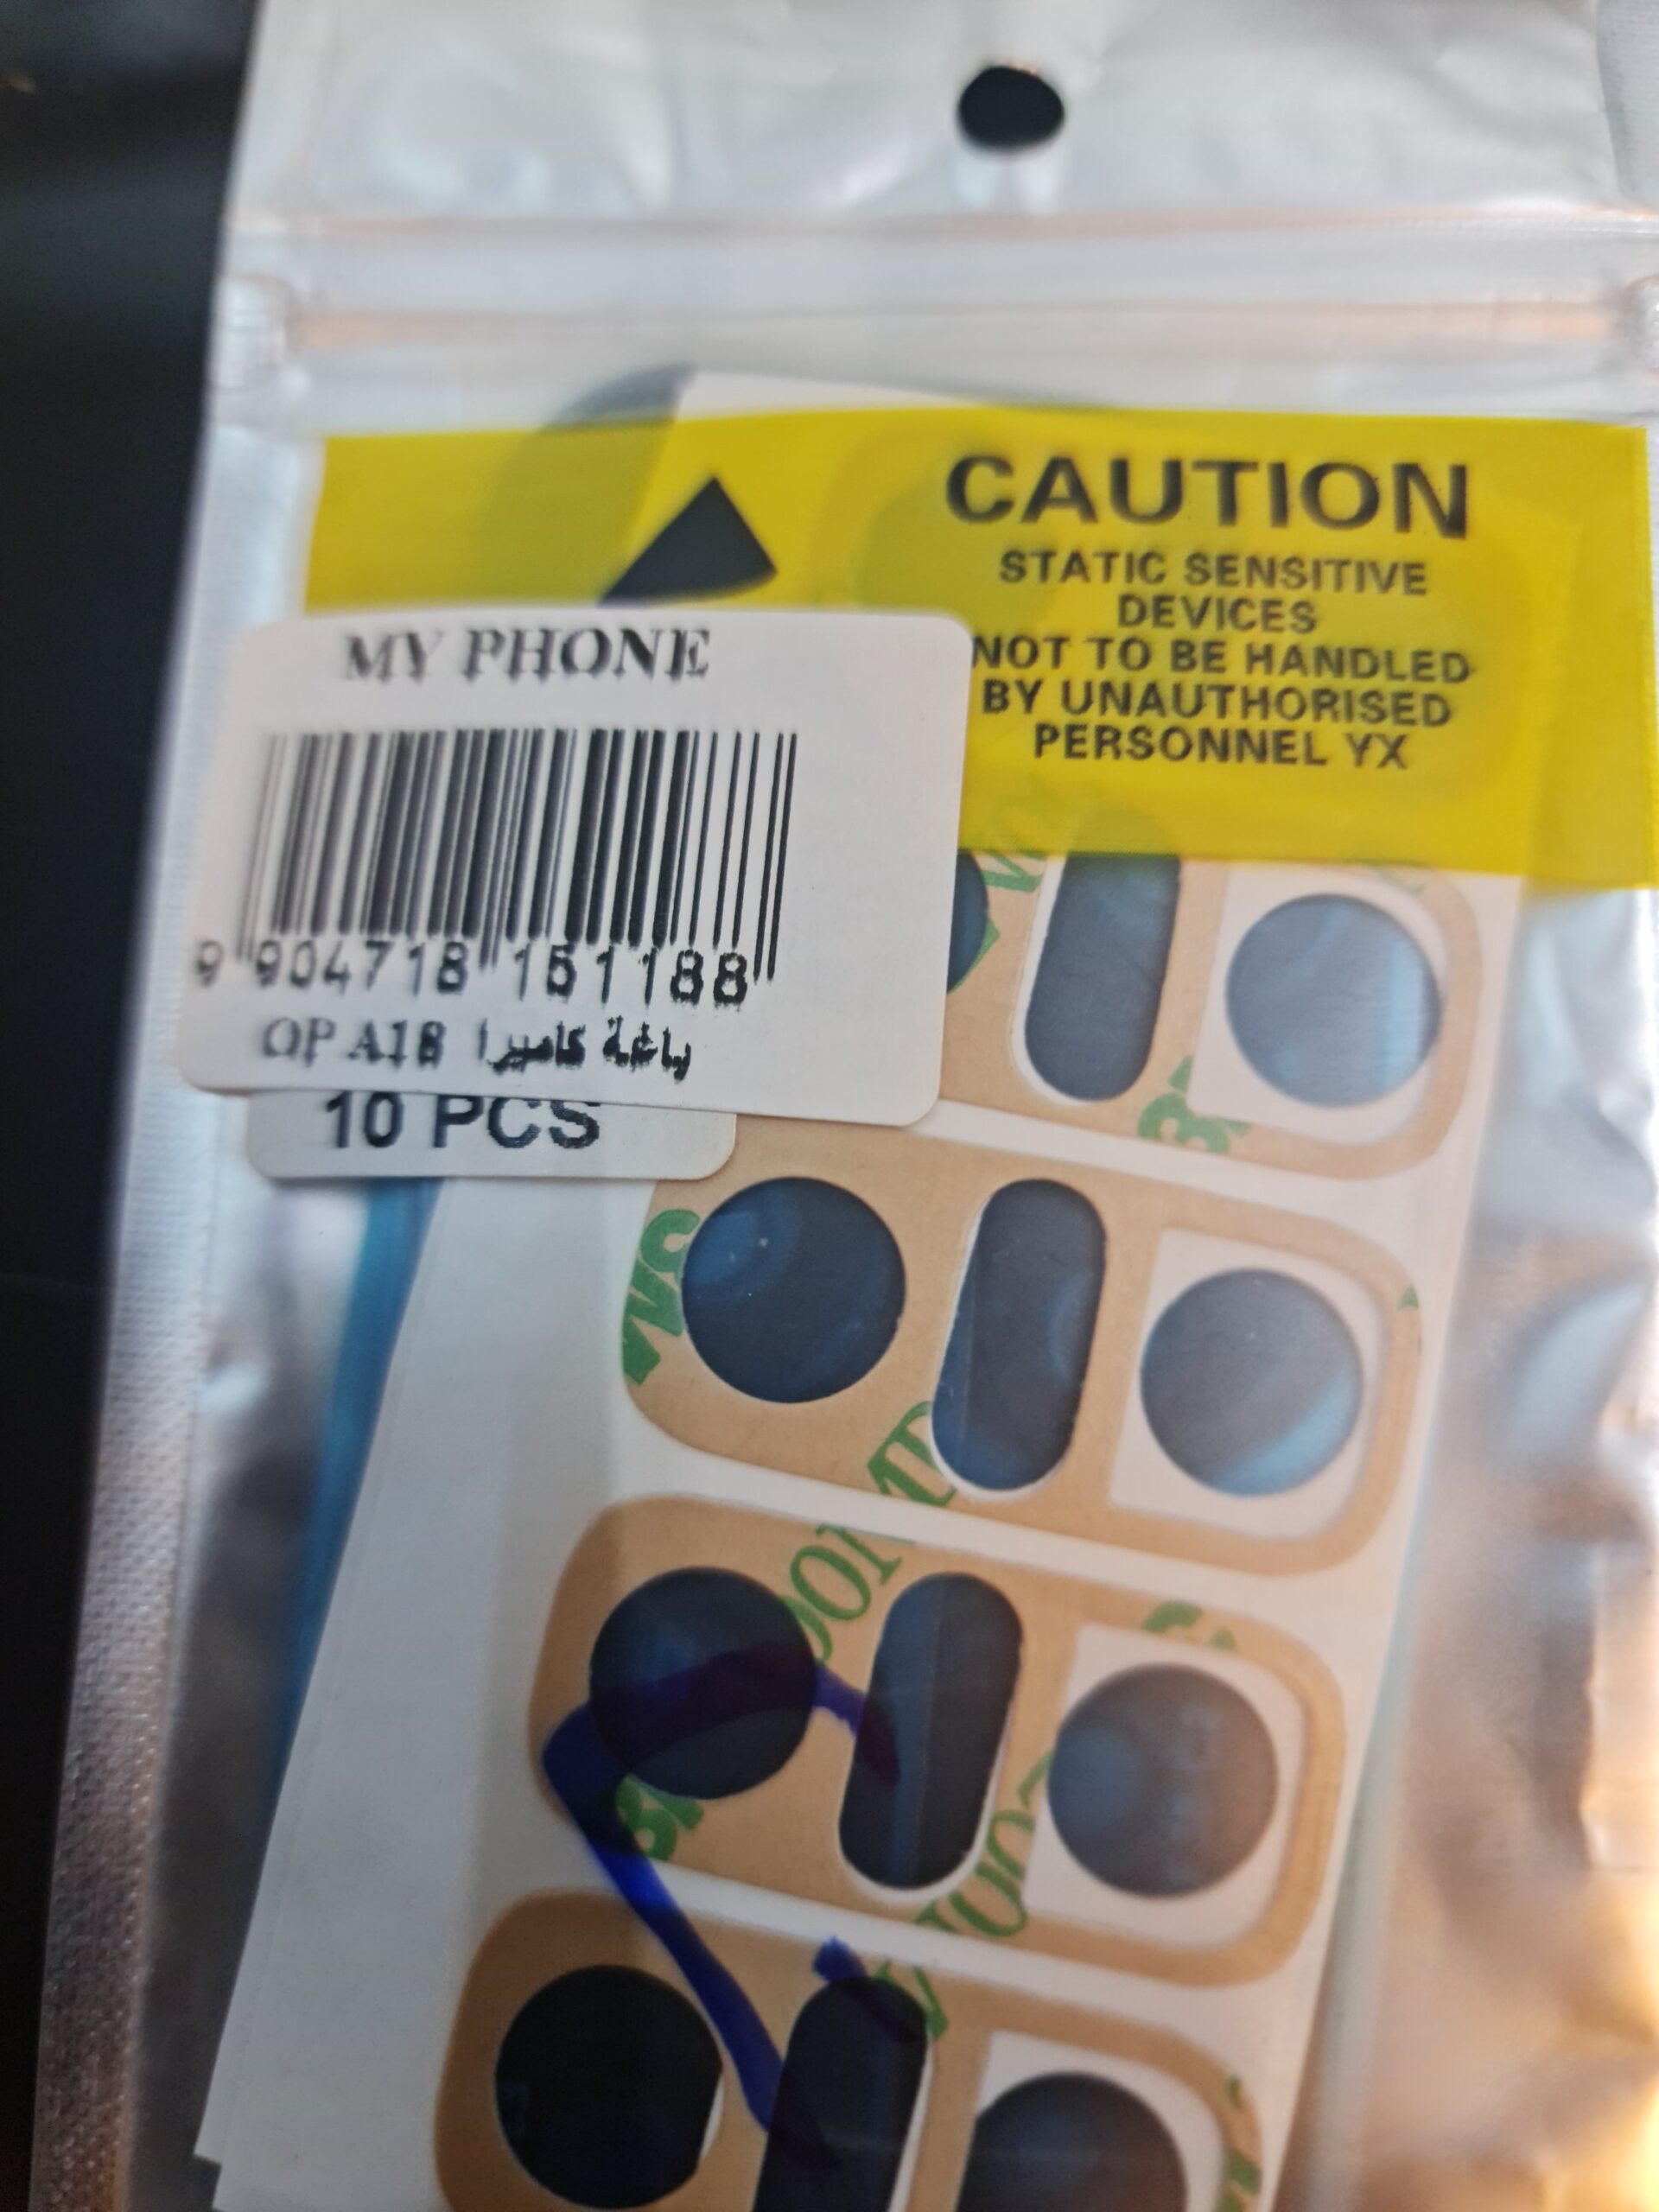 CAUTION
STATIC SENSITIVE
DEVICES
NOT TO BE HANDLED
BY UNAUTHORISED
PERSONNEL YX
MY PHONE
9 904718 151188
OP A18 باغة كاميرا
10 PCS
3M